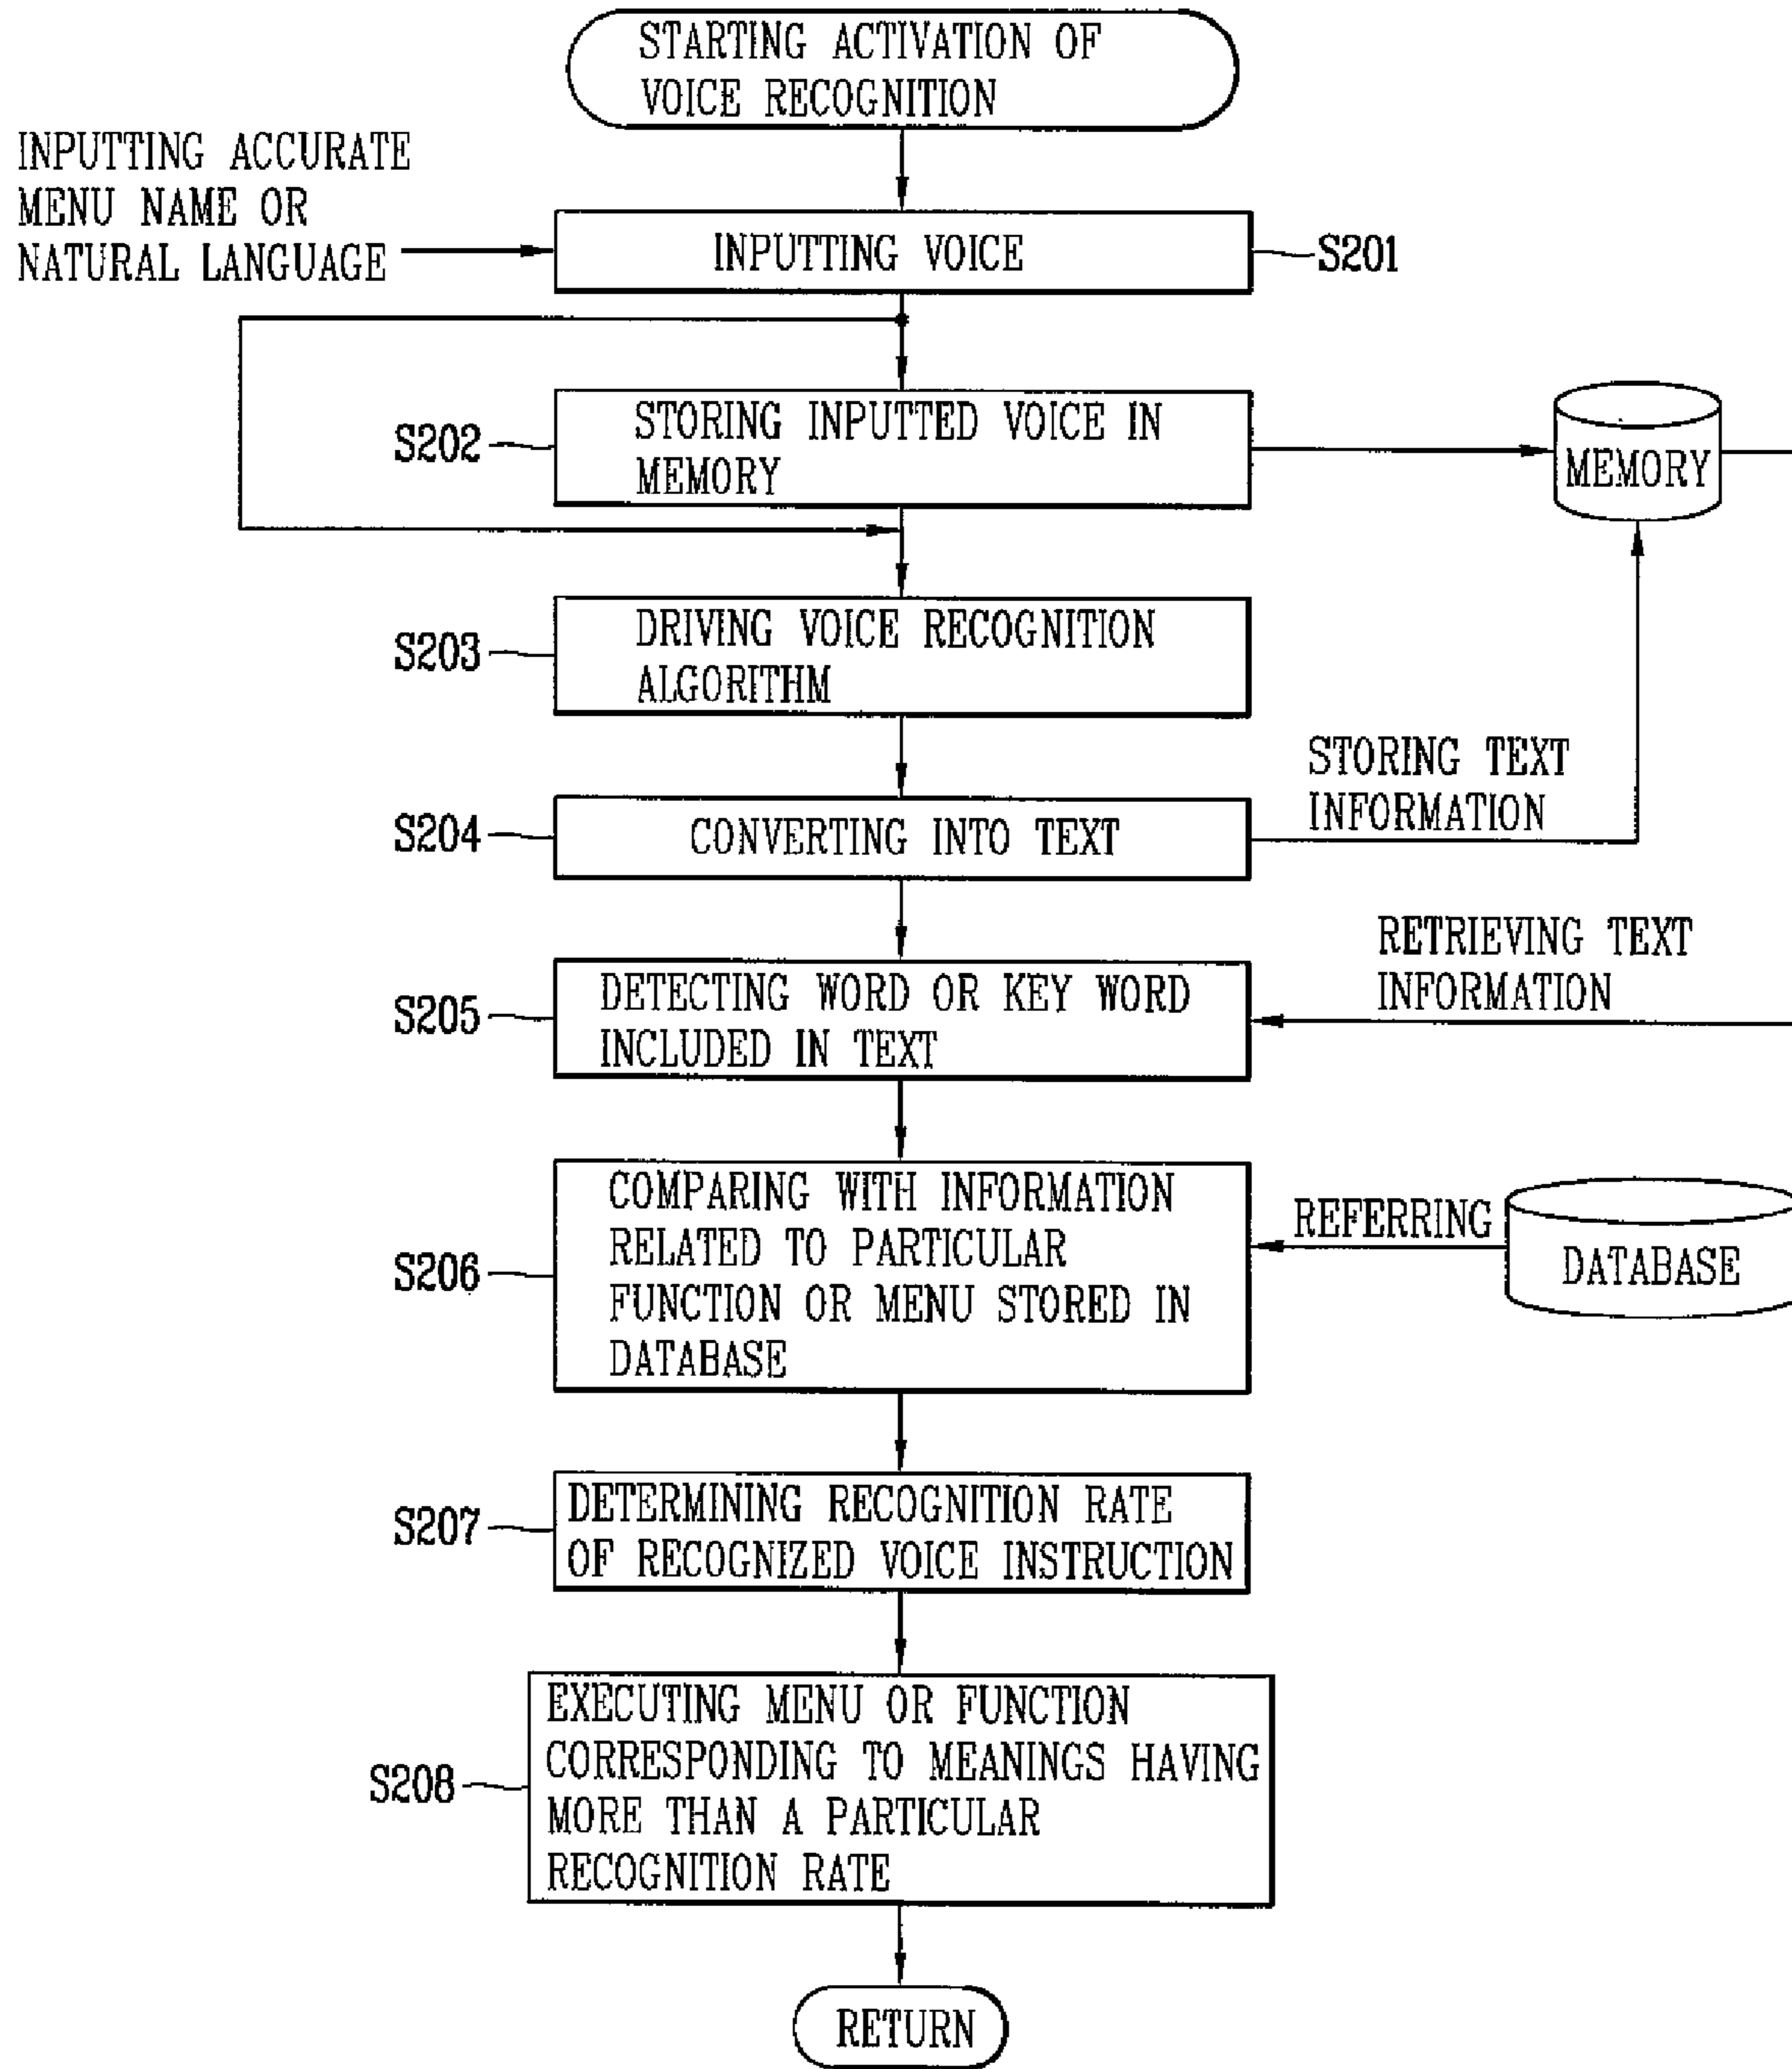 STARTING ACTIVATION OF
VOICE RECOGNITION
INPUTTING ACCURATE
MENU NAME OR
NATURAL LANGUAGE
INPUTTING VOICE
S201
S202
STORING INPUTTED VOICE IN
MEMORY
MEMORY
S203
DRIVING VOICE RECOGNITION
ALGORITHM
STORING TEXT
INFORMATION
S204
CONVERTING INTO TEXT
RETRIEVING TEXT
INFORMATION
S205
DETECTING WORD OR KEY WORD
INCLUDED IN TEXT
S206
COMPARING WITH INFORMATION
RELATED TO PARTICULAR
FUNCTION OR MENU STORED IN
DATABASE
REFERRING
DATABASE
S207
DETERMINING RECOGNITION RATE
OF RECOGNIZED VOICE INSTRUCTION
S208
EXECUTING MENU OR FUNCTION
CORRESPONDING TO MEANINGS HAVING
MORE THAN A PARTICULAR
RECOGNITION RATE
RETURN